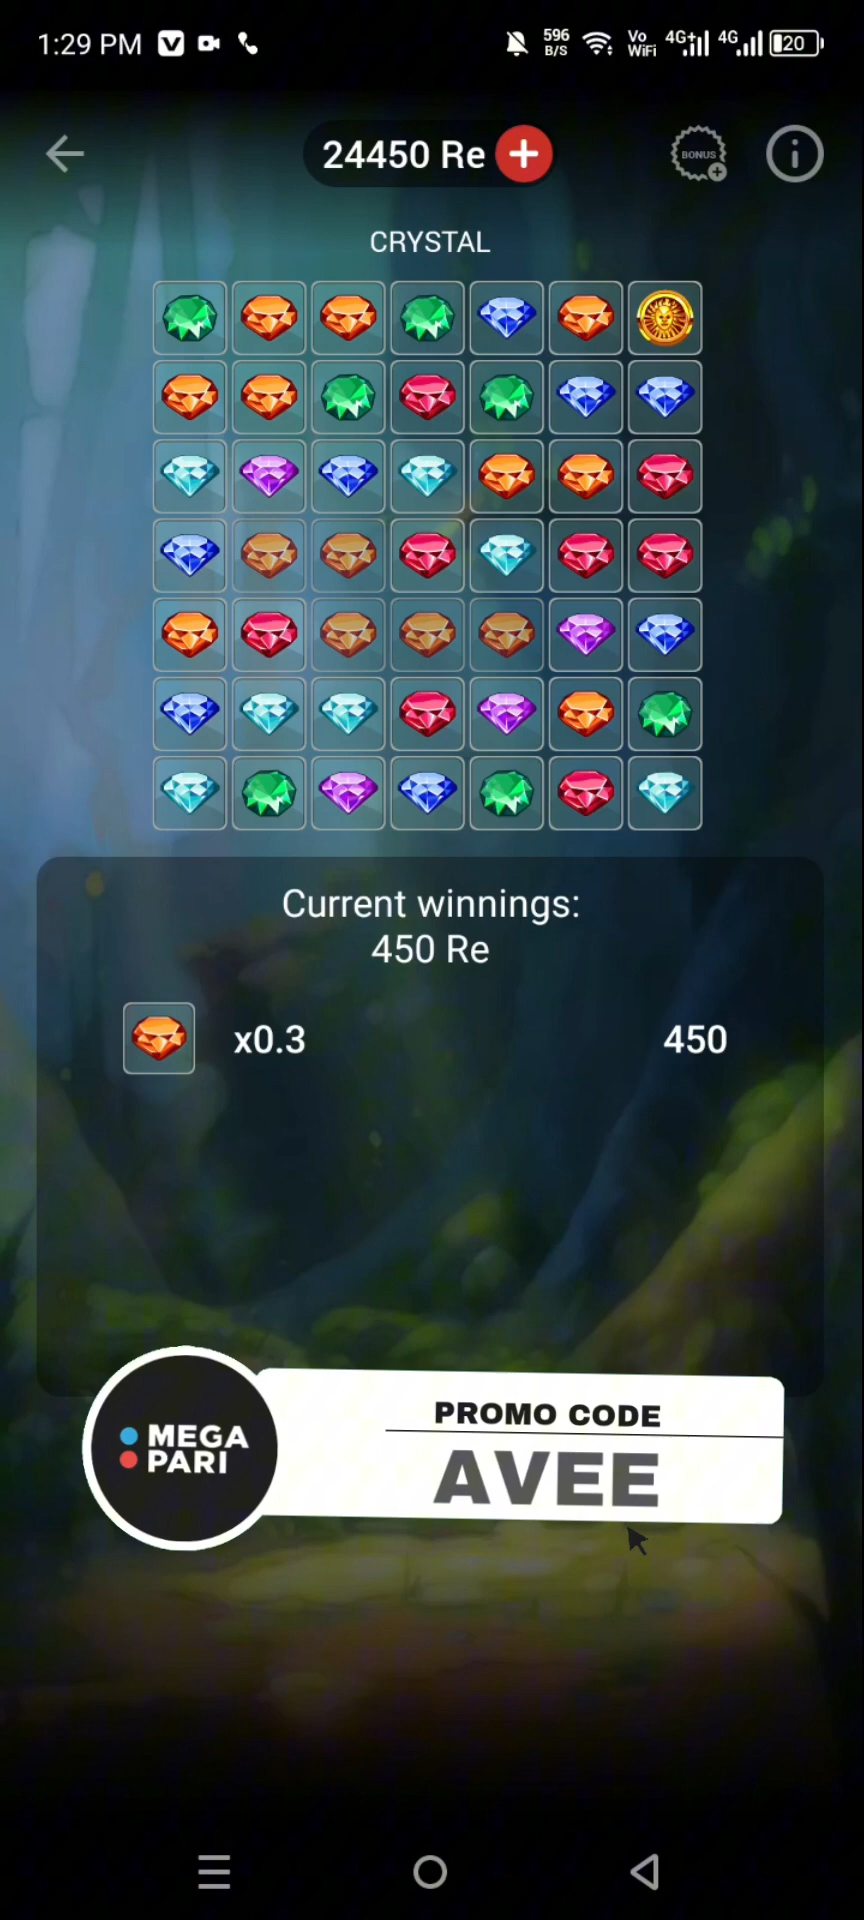 1:29 PM
596
B/S
Vo
WiFi
4G+
4G
20
24450 Re
BONUS
CRYSTAL
Current winnings:
450 Re
x0.3
450
MEGA
PARI
PROMO CODE
AVEE